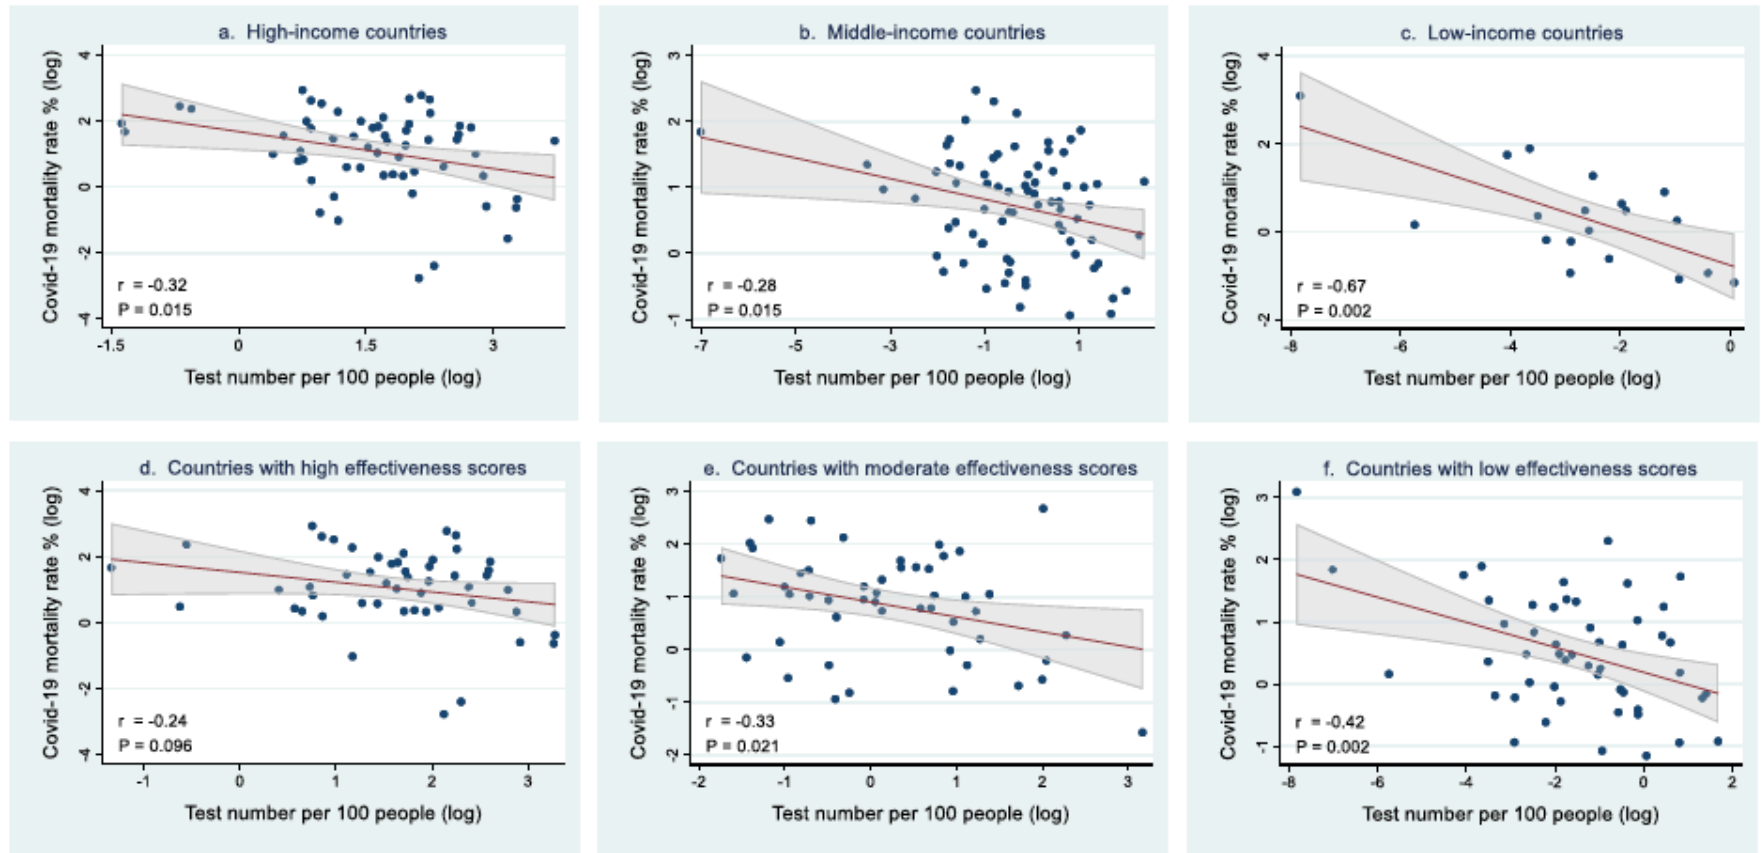 a. High-income countries
Covid-19 mortality rate % (log)
4
2
0
-2
-4
r = -0.32
P = 0.015
-1.5 0 1.5 3
Test number per 100 people (log)
b. Middle-income countries
Covid-19 mortality rate % (log)
3
2
1
0
-1
r = -0.28
P = 0.015
-7 -5 -3 -1 1
Test number per 100 people (log)
c. Low-income countries
Covid-19 mortality rate % (log)
4
2
0
-2
r = -0.67
P = 0.002
-8 -6 -4 -2 0
Test number per 100 people (log)
d. Countries with high effectiveness scores
Covid-19 mortality rate % (log)
4
2
0
-2
-4
r = -0.24
P = 0.096
-1 0 1 2 3
Test number per 100 people (log)
e. Countries with moderate effectiveness scores
Covid-19 mortality rate % (log)
3
2
1
0
-1
-2
r = -0.33
P = 0.021
-2 -1 0 1 2 3
Test number per 100 people (log)
f. Countries with low effectiveness scores
Covid-19 mortality rate % (log)
3
2
1
0
-1
r = -0.42
P = 0.002
-8 -6 -4 -2 0 2
Test number per 100 people (log)